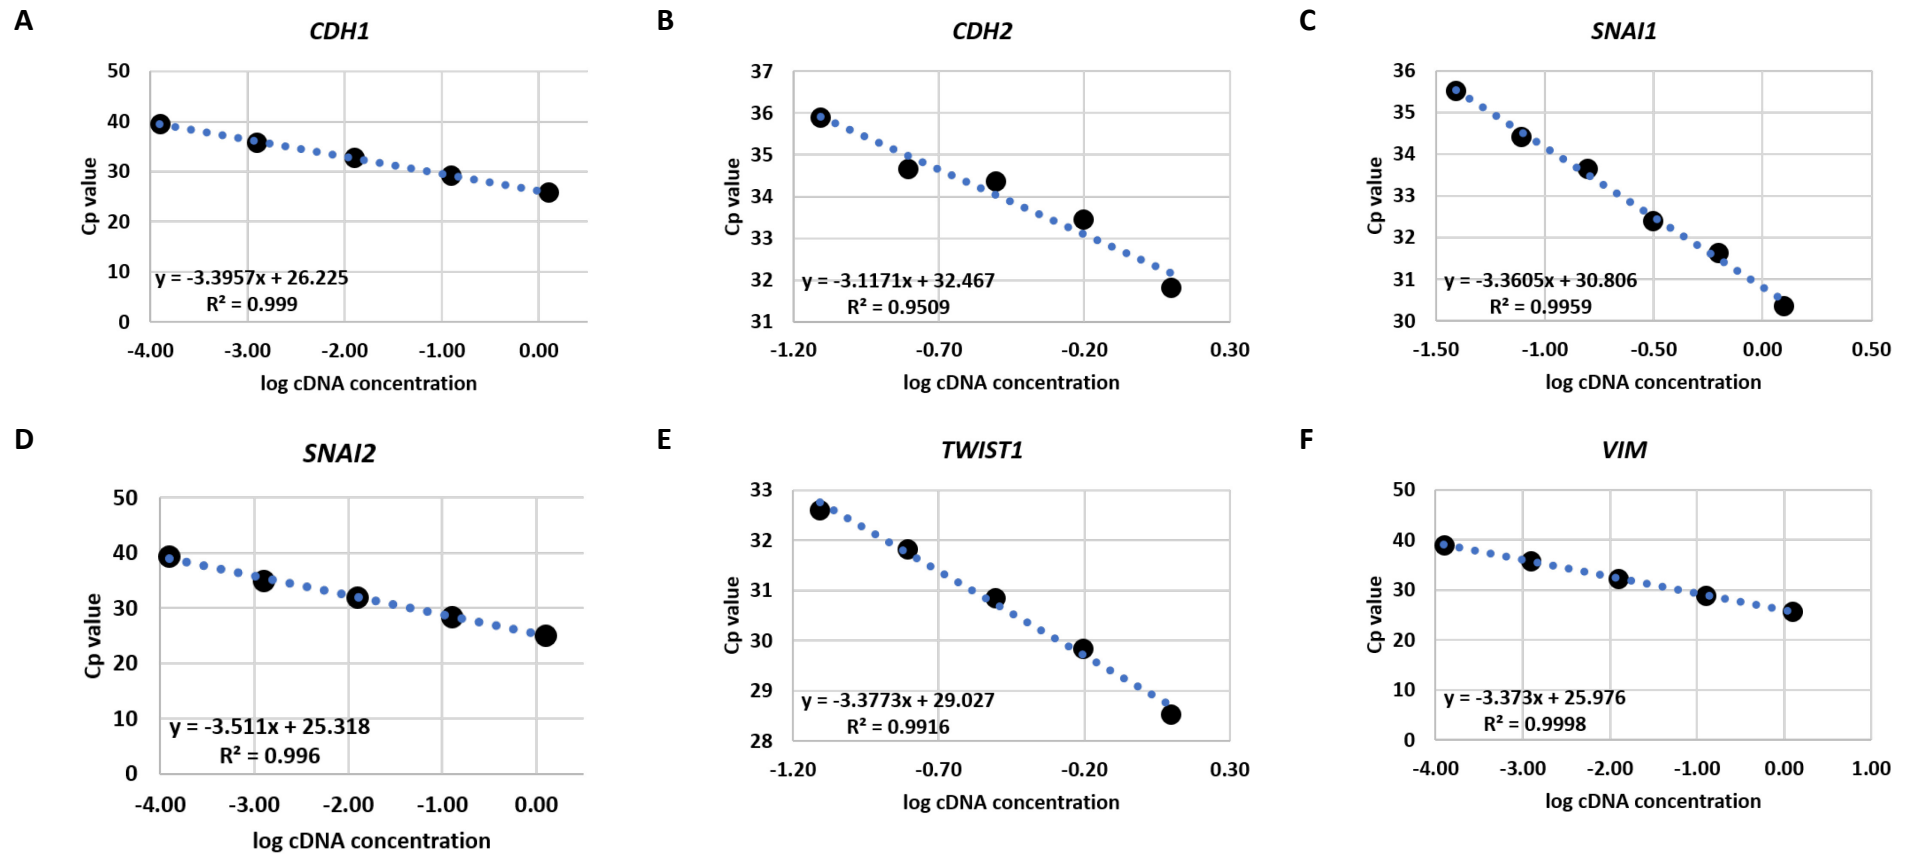 A
CDH1
50
40
30
20
10
0
Cp value
y = -3.3957x + 26.225
R² = 0.999
-4.00 -3.00 -2.00 -1.00 0.00
log cDNA concentration
B
CDH2
37
36
35
34
33
32
31
Cp value
y = -3.1171x + 32.467
R² = 0.9509
-1.20 -0.70 -0.20 0.30
log cDNA concentration
C
SNAI1
36
35
34
33
32
31
30
Cp value
y = -3.3605x + 30.806
R² = 0.9959
-1.50 -1.00 -0.50 0.00 0.50
log cDNA concentration
D
SNAI2
50
40
30
20
10
0
Cp value
y = -3.511x + 25.318
R² = 0.996
-4.00 -3.00 -2.00 -1.00 0.00
log cDNA concentration
E
TWIST1
33
32
31
30
29
28
Cp value
y = -3.3773x + 29.027
R² = 0.9916
-1.20 -0.70 -0.20 0.30
log cDNA concentration
F
VIM
50
40
30
20
10
0
Cp value
y = -3.373x + 25.976
R² = 0.9998
-4.00 -3.00 -2.00 -1.00 0.00 1.00
log cDNA concentration